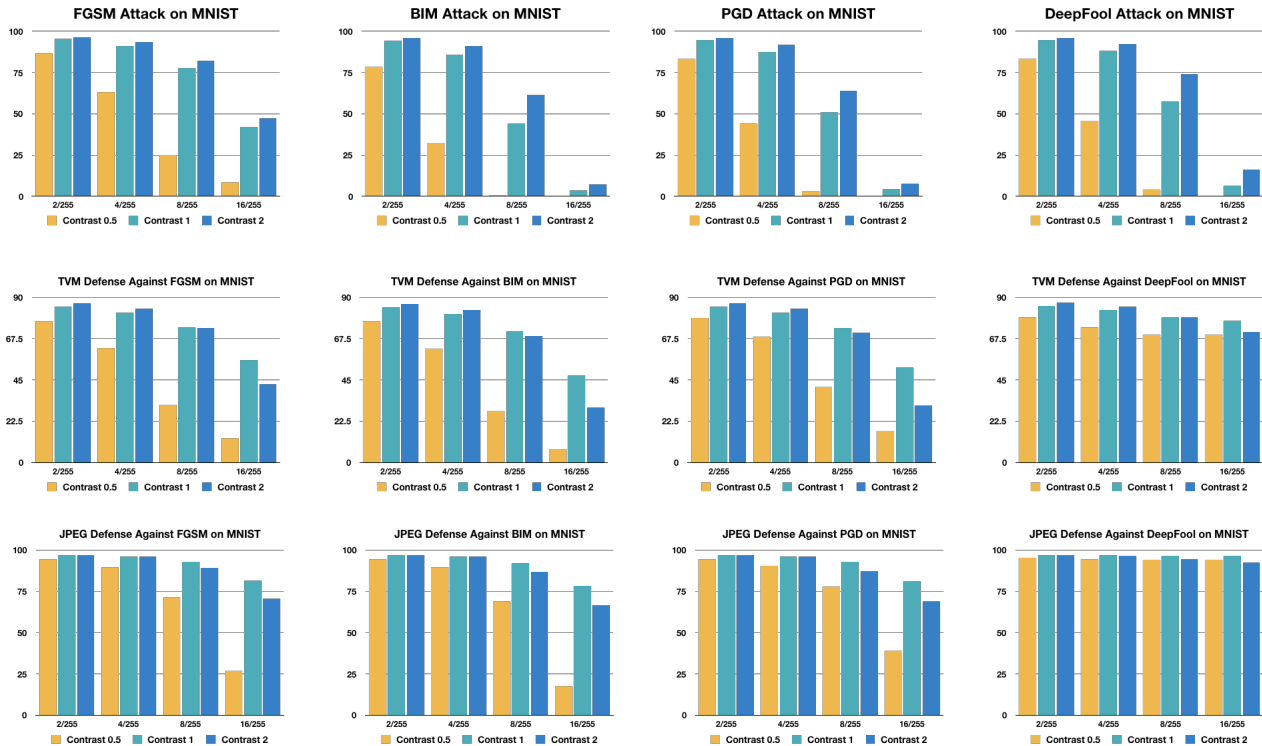 FGSM Attack on MNIST
100
75
50
25
0
2/255 4/255 8/255 16/255
Contrast 0.5 Contrast 1 Contrast 2
BIM Attack on MNIST
100
75
50
25
0
2/255 4/255 8/255 16/255
Contrast 0.5 Contrast 1 Contrast 2
PGD Attack on MNIST
100
75
50
25
0
2/255 4/255 8/255 16/255
Contrast 0.5 Contrast 1 Contrast 2
DeepFool Attack on MNIST
100
75
50
25
0
2/255 4/255 8/255 16/255
Contrast 0.5 Contrast 1 Contrast 2
TVM Defense Against FGSM on MNIST
90
67.5
45
22.5
0
2/255 4/255 8/255 16/255
Contrast 0.5 Contrast 1 Contrast 2
TVM Defense Against BIM on MNIST
90
67.5
45
22.5
0
2/255 4/255 8/255 16/255
Contrast 0.5 Contrast 1 Contrast 2
TVM Defense Against PGD on MNIST
90
67.5
45
22.5
0
2/255 4/255 8/255 16/255
Contrast 0.5 Contrast 1 Contrast 2
TVM Defense Against DeepFool on MNIST
90
67.5
45
22.5
0
2/255 4/255 8/255 16/255
Contrast 0.5 Contrast 1 Contrast 2
JPEG Defense Against FGSM on MNIST
100
75
50
25
0
2/255 4/255 8/255 16/255
Contrast 0.5 Contrast 1 Contrast 2
JPEG Defense Against BIM on MNIST
100
75
50
25
0
2/255 4/255 8/255 16/255
Contrast 0.5 Contrast 1 Contrast 2
JPEG Defense Against PGD on MNIST
100
75
50
25
0
2/255 4/255 8/255 16/255
Contrast 0.5 Contrast 1 Contrast 2
JPEG Defense Against DeepFool on MNIST
100
75
50
25
0
2/255 4/255 8/255 16/255
Contrast 0.5 Contrast 1 Contrast 2